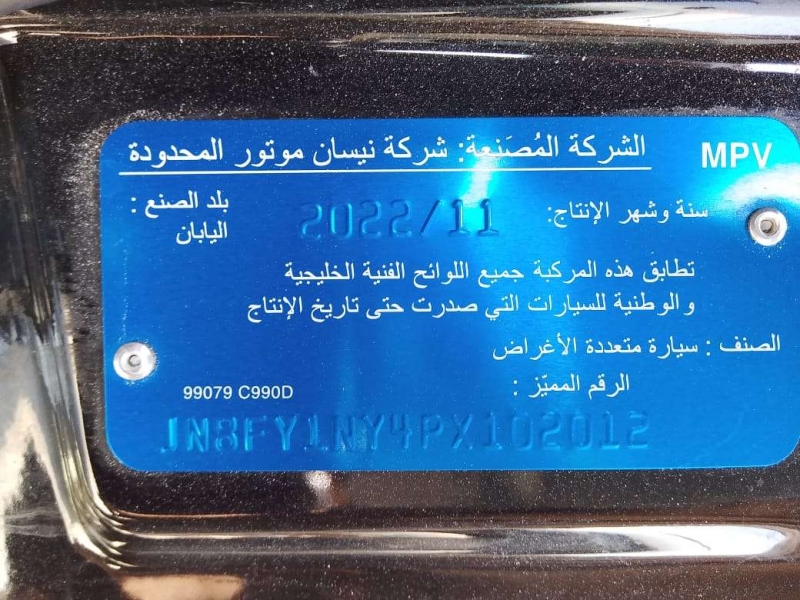 MPV الشركة المُصَنعة: شركة نيسان موتور المحدودة
سنة وشهر الإنتاج: 2022/11 بلد الصنع :
اليابان
تطابق هذه المركبة جميع اللوائح الفنية الخليجية
والوطنية للسيارات التي صدرت حتى تاريخ الإنتاج
الصنف : سيارة متعددة الأغراض
الرقم المميّز :
99079 C990D
JN8FY1NY4PX102012